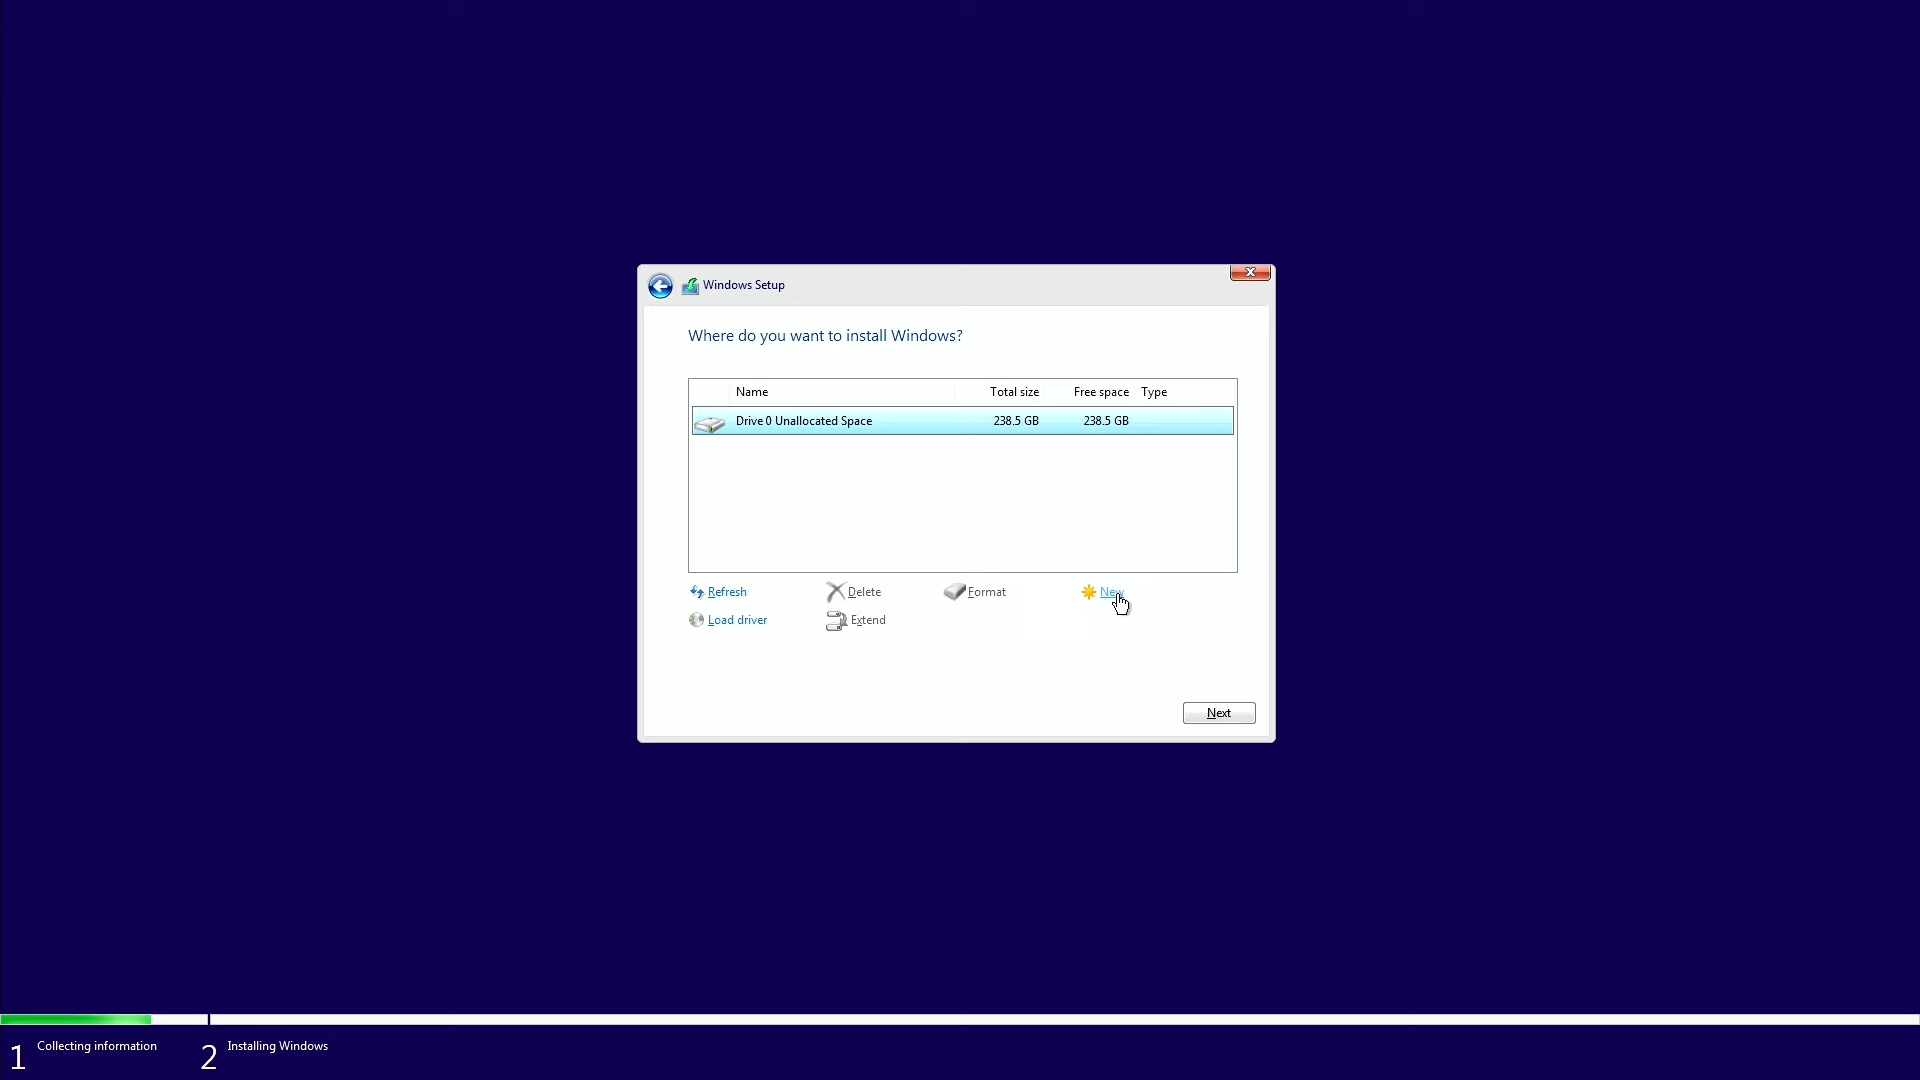 Windows Setup
Where do you want to install Windows?
Name Total size Free space Type
Drive 0 Unallocated Space 238.5 GB 238.5 GB
Refresh Delete Format New
Load driver Extend
Next
1 Collecting information 2 Installing Windows